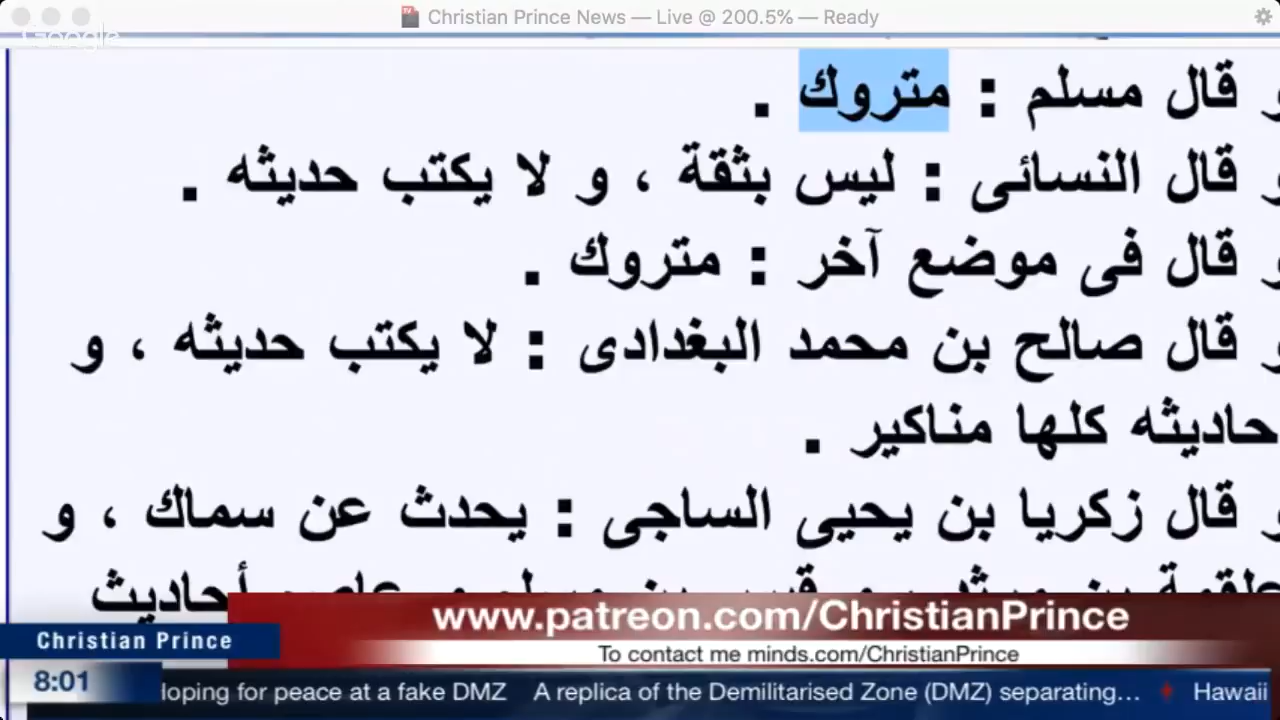 Christian Prince News — Live @ 200.5% — Ready
Google
و قال مسلم : متروك .
و قال النسائى : ليس بثقة ، و لا يكتب حديثه .
و قال فى موضع آخر : متروك .
و قال صالح بن محمد البغدادى : لا يكتب حديثه ، و
حاديثه كلها مناكير .
و قال زكريا بن يحيى الساجى : يحدث عن سماك ، و
أحاديث
www.patreon.com/ChristianPrince
Christian Prince
To contact me minds.com/ChristianPrince
8:01
loping for peace at a fake DMZ A replica of the Demilitarised Zone (DMZ) separating... Hawaii